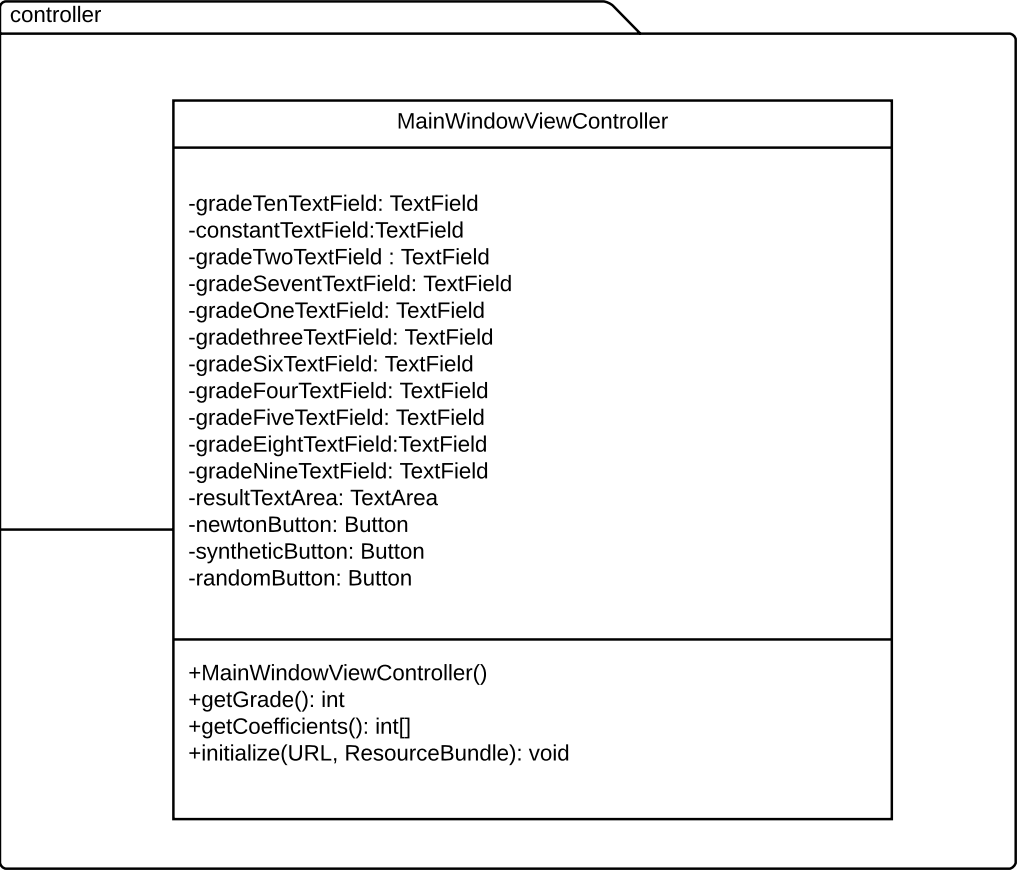 controller
MainWindowViewController
-gradeTenTextField: TextField
-constantTextField:TextField
-gradeTwoTextField : TextField
-gradeSeventTextField: TextField
-gradeOneTextField: TextField
-gradethreeTextField: TextField
-gradeSixTextField: TextField
-gradeFourTextField: TextField
-gradeFiveTextField: TextField
-gradeEightTextField:TextField
-gradeNineTextField: TextField
-resultTextArea: TextArea
-newtonButton: Button
-syntheticButton: Button
-randomButton: Button
+MainWindowViewController()
+getGrade(): int
+getCoefficients(): int[]
+initialize(URL, ResourceBundle): void